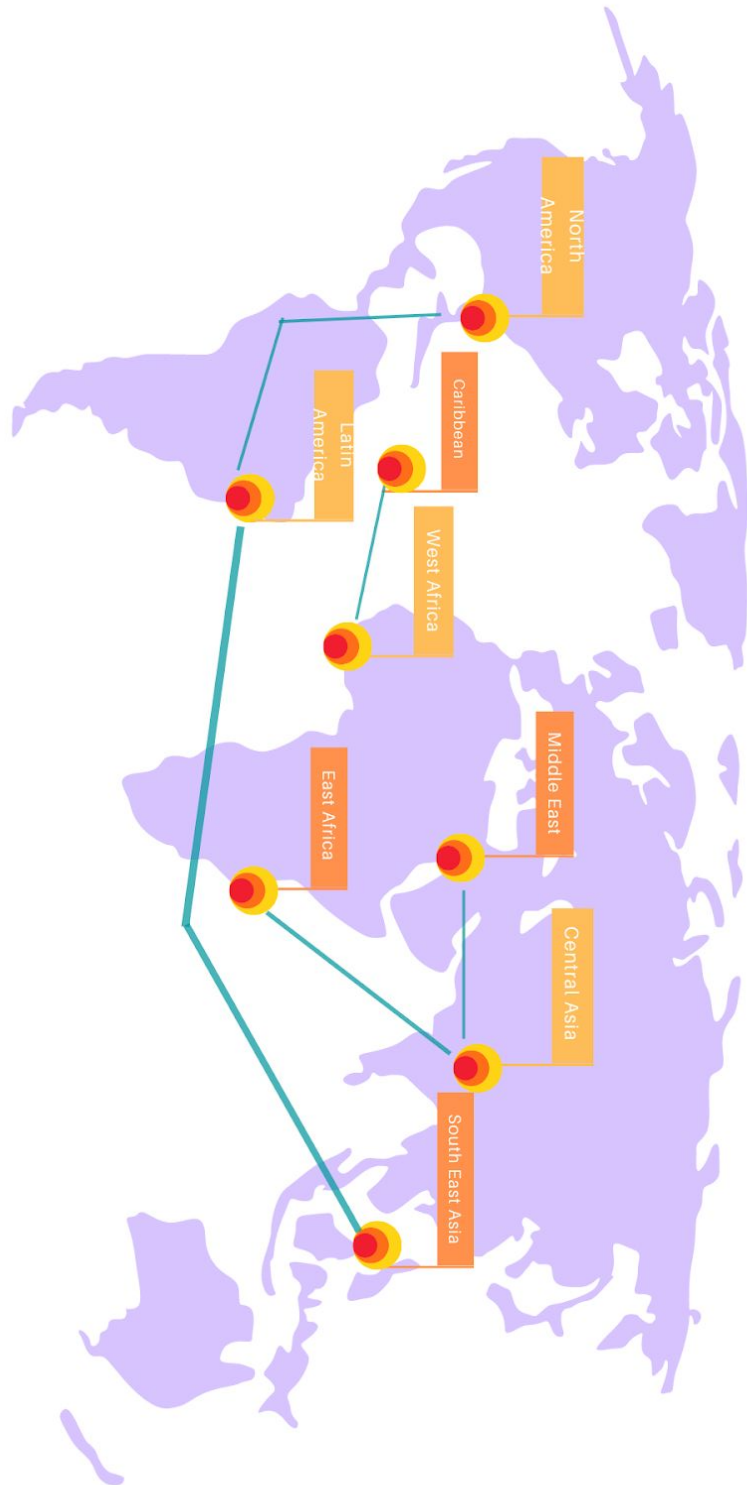 North
America
Caribbean
Latin
America
West Africa
Middle East
East Africa
Central Asia
South East Asia